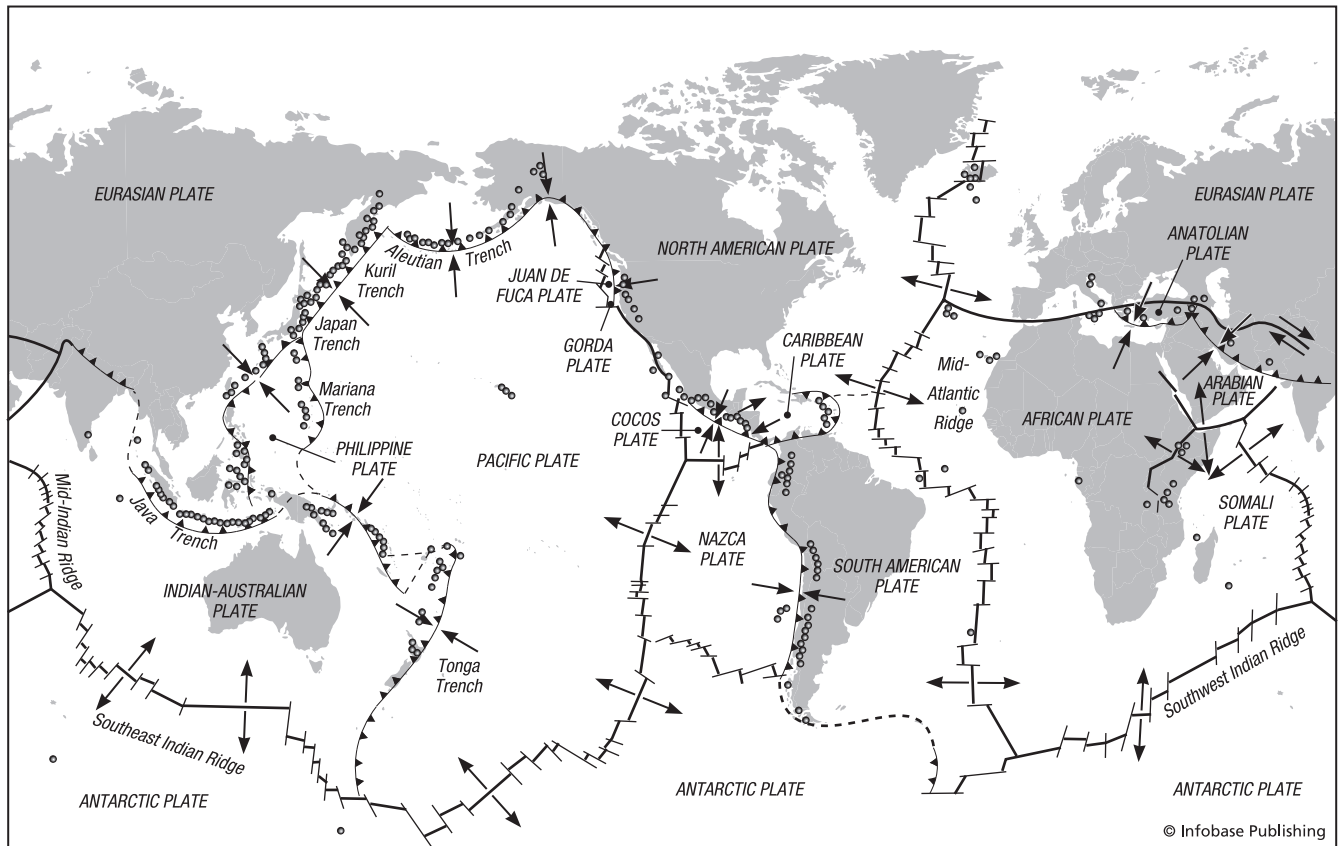 EURASIAN PLATE
EURASIAN PLATE
ANATOLIAN
PLATE
NORTH AMERICAN PLATE
Aleutian Trench
Kuril
Trench
JUAN DE
FUCA PLATE
Japan
Trench
GORDA
PLATE
CARIBBEAN
PLATE
Mid-
Atlantic
Ridge
ARABIAN
PLATE
Mariana
Trench
COCOS
PLATE
AFRICAN PLATE
PHILIPPINE
PLATE
PACIFIC PLATE
Mid-Indian Ridge
Java
Trench
SOMALI
PLATE
NAZCA
PLATE
SOUTH AMERICAN
PLATE
INDIAN-AUSTRALIAN
PLATE
Tonga
Trench
Southwest Indian Ridge
Southeast Indian Ridge
ANTARCTIC PLATE
ANTARCTIC PLATE
ANTARCTIC PLATE
© Infobase Publishing